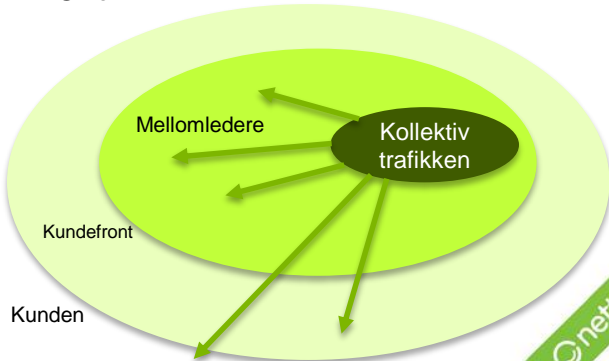 Mellomledere
Kollektiv
trafikken
Kundefront
Kunden